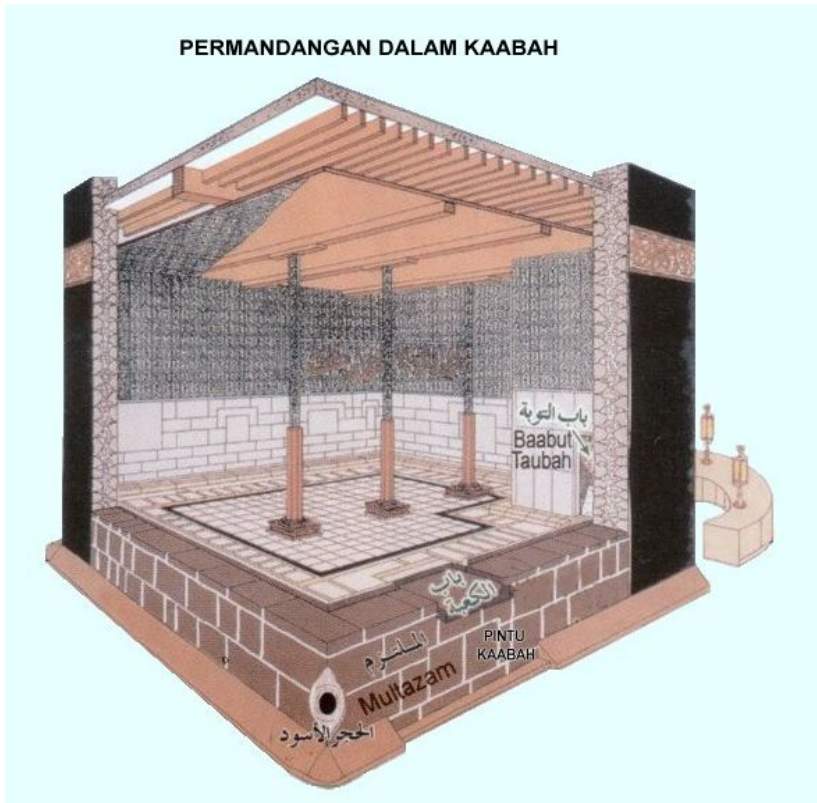 PERMANDANGAN DALAM KAABAH
باب التوبة
Baabut
Taubah
باب
الكعبة
PINTU
KAABAH
الملتزم
Multazam
الحجر الأسود